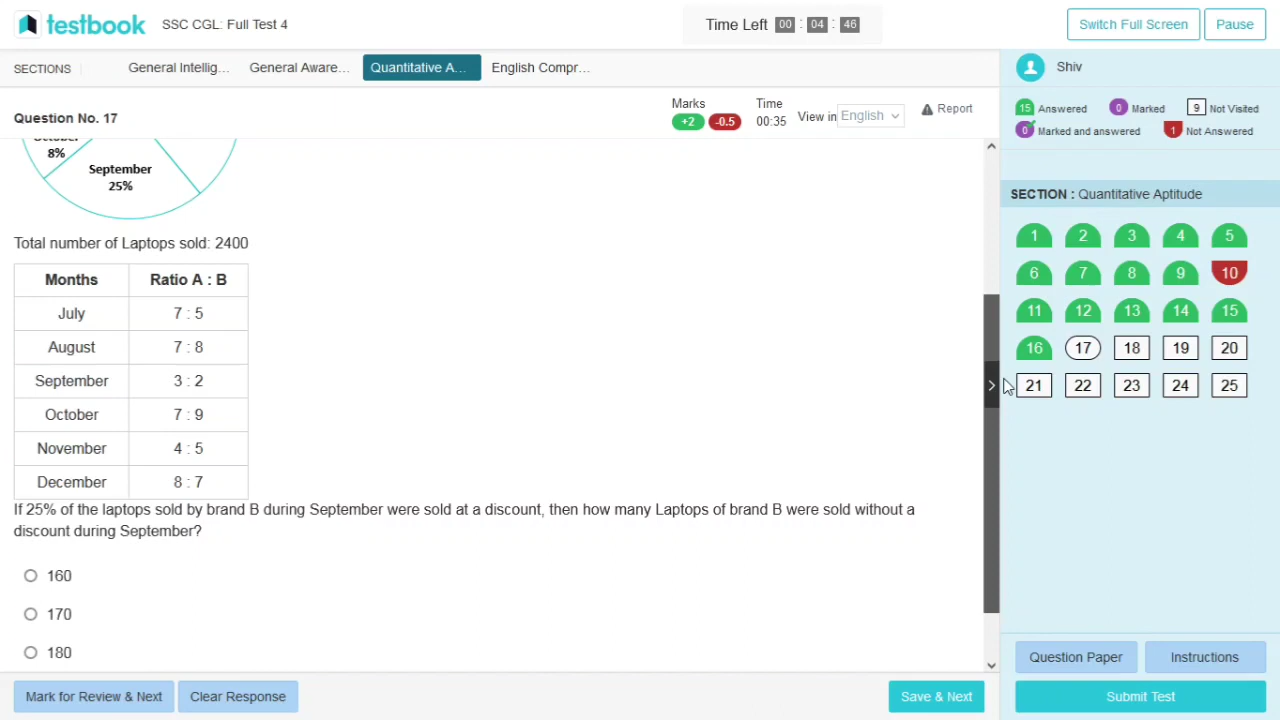 testbook SSC CGL: Full Test 4 Time Left 00 : 04 : 46 Switch Full Screen Pause
SECTIONS General Intellig... General Aware... Quantitative A... English Compr... Shiv
Question No. 17 Marks +2 -0.5 Time 00:35 View in English Report
15 Answered 0 Marked 9 Not Visited
0 Marked and answered 1 Not Answered
October
8%
September
25%
Total number of Laptops sold: 2400
Months Ratio A : B
July 7 : 5
August 7 : 8
September 3 : 2
October 7 : 9
November 4 : 5
December 8 : 7
If 25% of the laptops sold by brand B during September were sold at a discount, then how many Laptops of brand B were sold without a
discount during September?
160
170
180
Mark for Review & Next Clear Response Save & Next
SECTION : Quantitative Aptitude
1 2 3 4 5
6 7 8 9 10
11 12 13 14 15
16 17 18 19 20
21 22 23 24 25
Question Paper Instructions
Submit Test